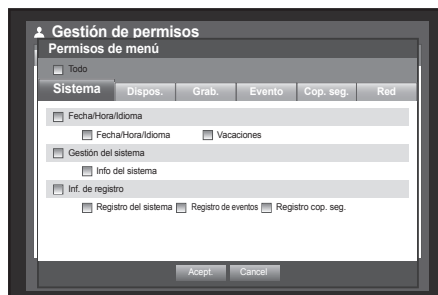 Gestión de permisos
Permisos de menú
Todo
Sistema Dispos. Grab. Evento Cop. seg. Red
Fecha/Hora/Idioma
Fecha/Hora/Idioma Vacaciones
Gestión del sistema
Info del sistema
Inf. de registro
Registro del sistema Registro de eventos Registro cop. seg.
Acept. Cancel